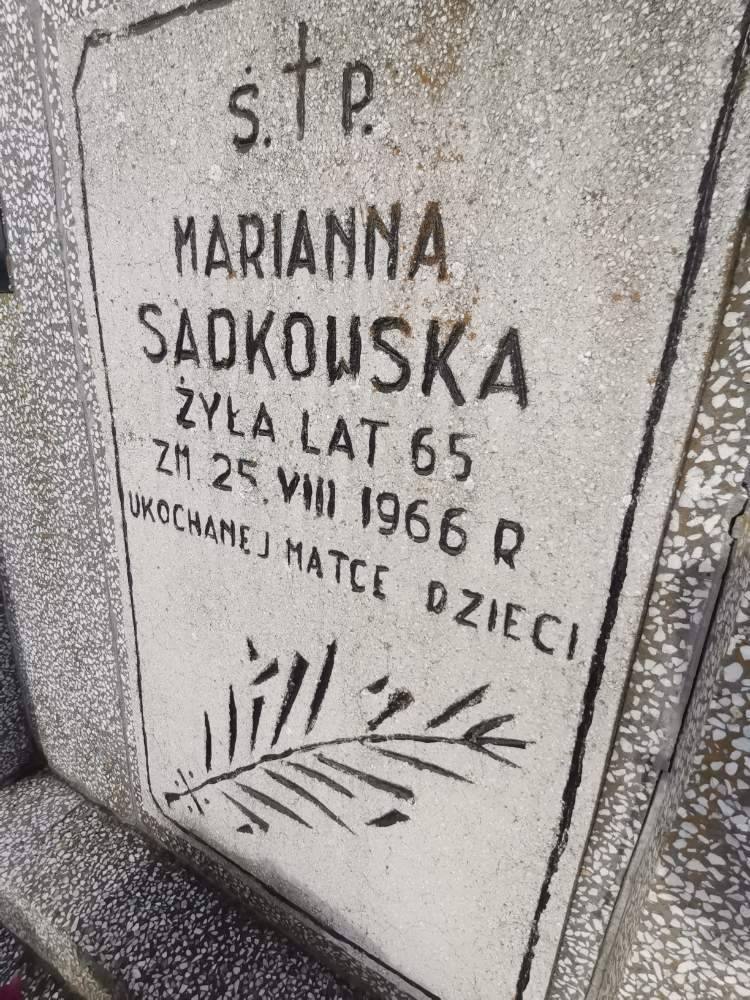 Ś. † P.
MARIANNA
SADKOWSKA
ŻYŁA LAT 65
ZM. 25. VIII 1966 R
UKOCHANEJ MATCE DZIECI